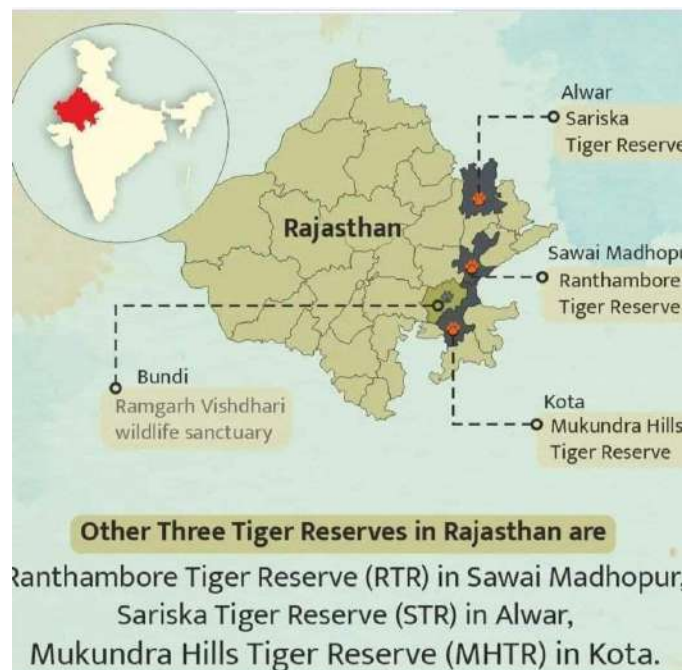 Alwar
Sariska
Tiger Reserve
Rajasthan
Sawai Madhopu
Ranthambore
Tiger Reserve
Bundi
Ramgarh Vishdhari
wildlife sanctuary
Kota
Mukundra Hills
Tiger Reserve
Other Three Tiger Reserves in Rajasthan are
Ranthambore Tiger Reserve (RTR) in Sawai Madhopur,
Sariska Tiger Reserve (STR) in Alwar,
Mukundra Hills Tiger Reserve (MHTR) in Kota.